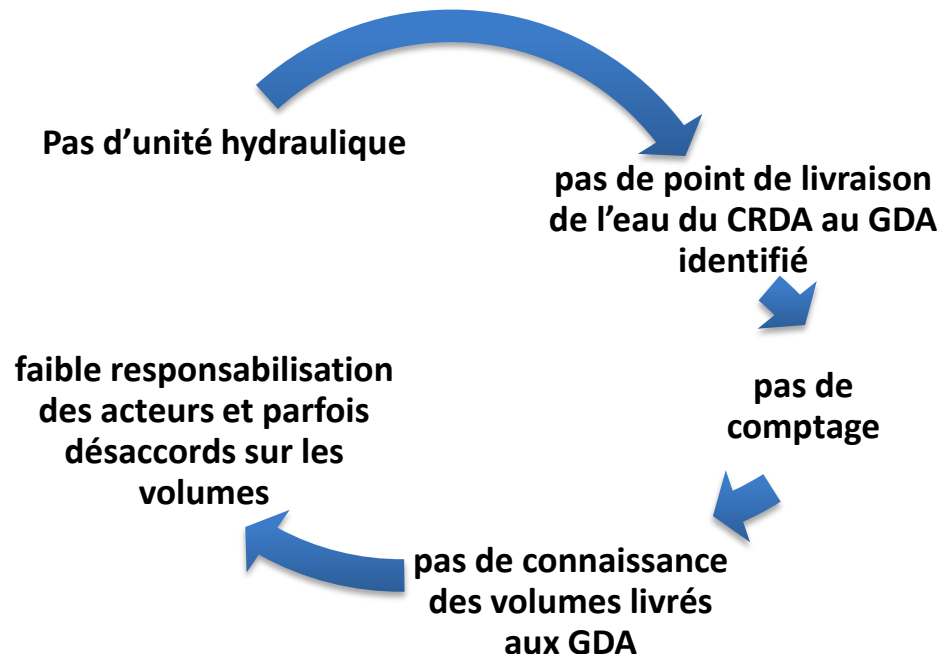 Pas d’unité hydraulique
pas de point de livraison
de l’eau du CRDA au GDA
identifié
pas de
comptage
pas de connaissance
des volumes livrés
aux GDA
faible responsabilisation
des acteurs et parfois
désaccords sur les
volumes